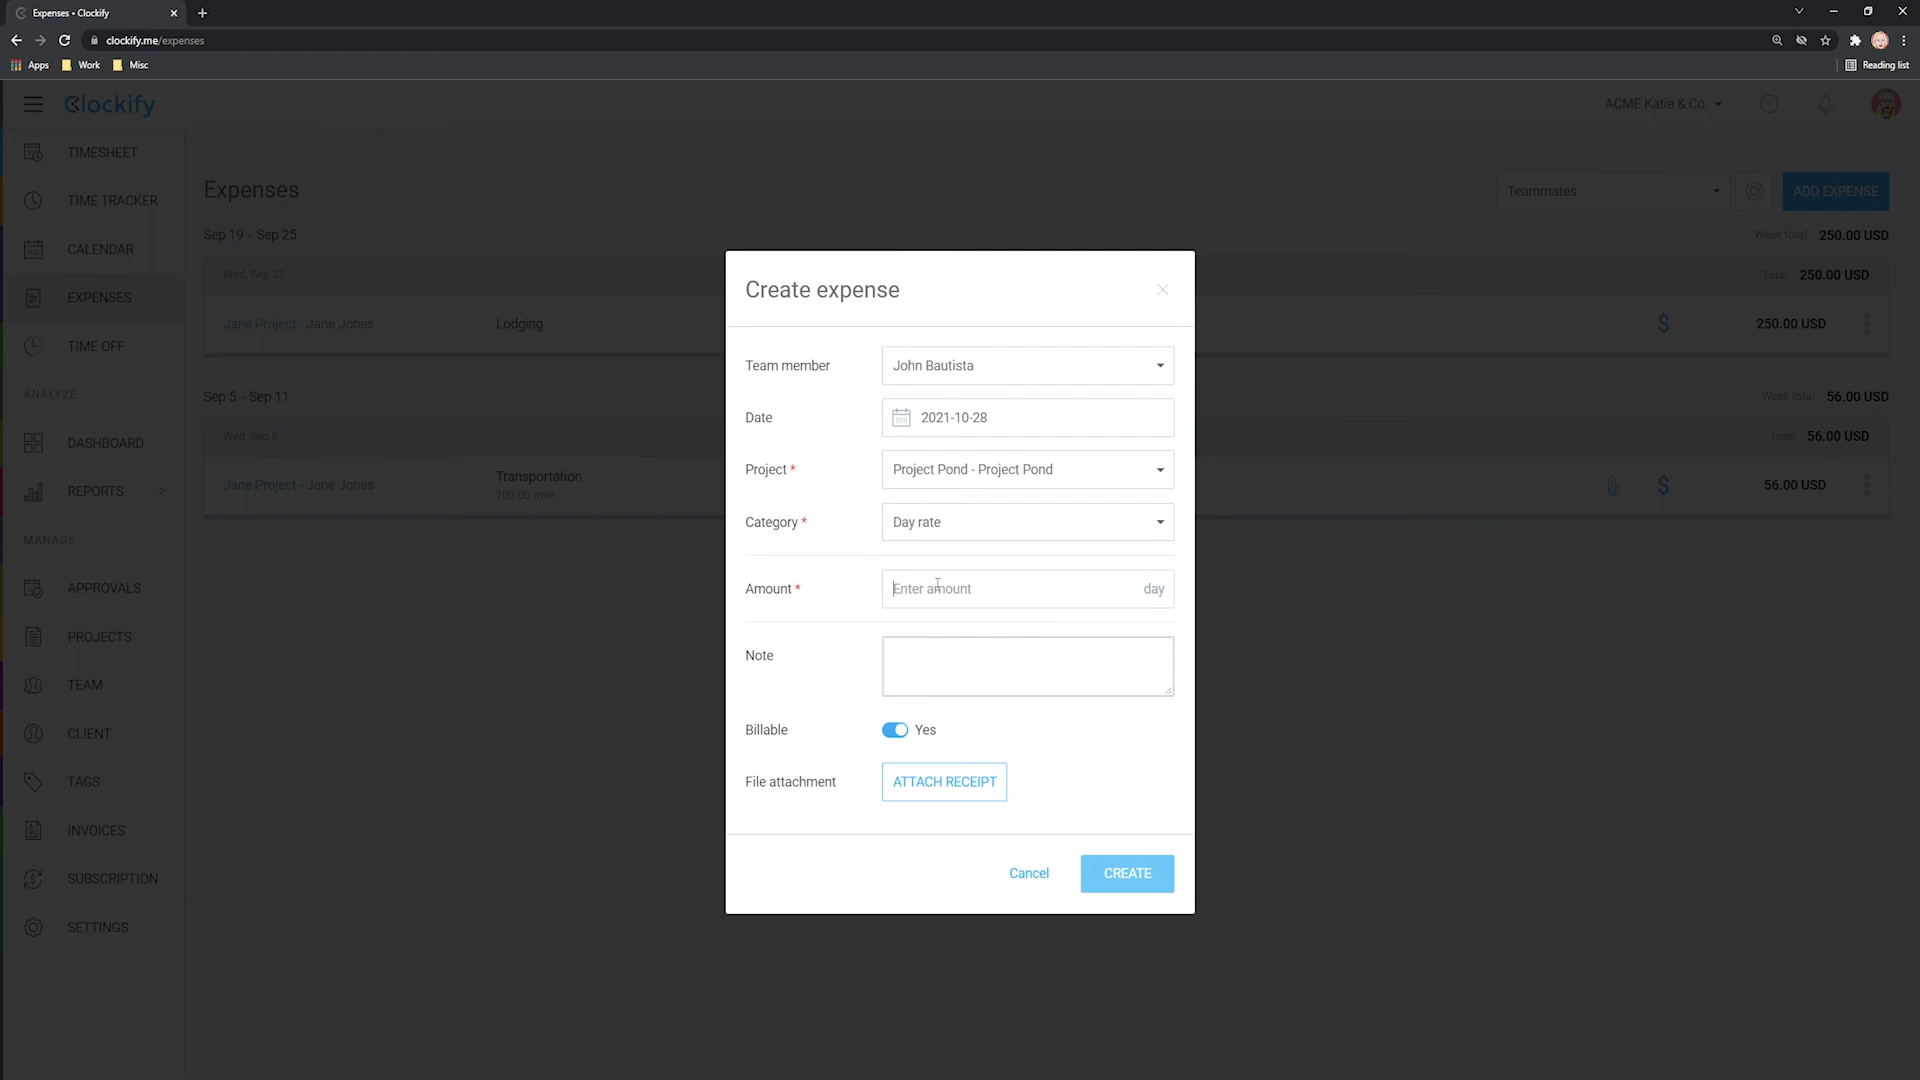 Expenses • Clockify
clockify.me/expenses
Apps Work Misc Reading list
Clockify ACME Katie & Co.
TIMESHEET
TIME TRACKER
CALENDAR
EXPENSES
TIME OFF
ANALYZE
DASHBOARD
REPORTS
MANAGE
APPROVALS
PROJECTS
TEAM
CLIENT
TAGS
INVOICES
SUBSCRIPTION
SETTINGS
Expenses Teammates ADD EXPENSE
Sep 19 - Sep 25 Week total: 250.00 USD
Wed, Sep 22 Total: 250.00 USD
Jane Project - Jane Jones Lodging $ 250.00 USD
Sep 5 - Sep 11 Week total: 56.00 USD
Wed, Sep 8 Total: 56.00 USD
Jane Project - Jane Jones Transportation $ 56.00 USD
100.00 mile
Create expense
Team member John Bautista
Date 2021-10-28
Project * Project Pond - Project Pond
Category * Day rate
Amount * Enter amount day
Note
Billable Yes
File attachment ATTACH RECEIPT
Cancel CREATE